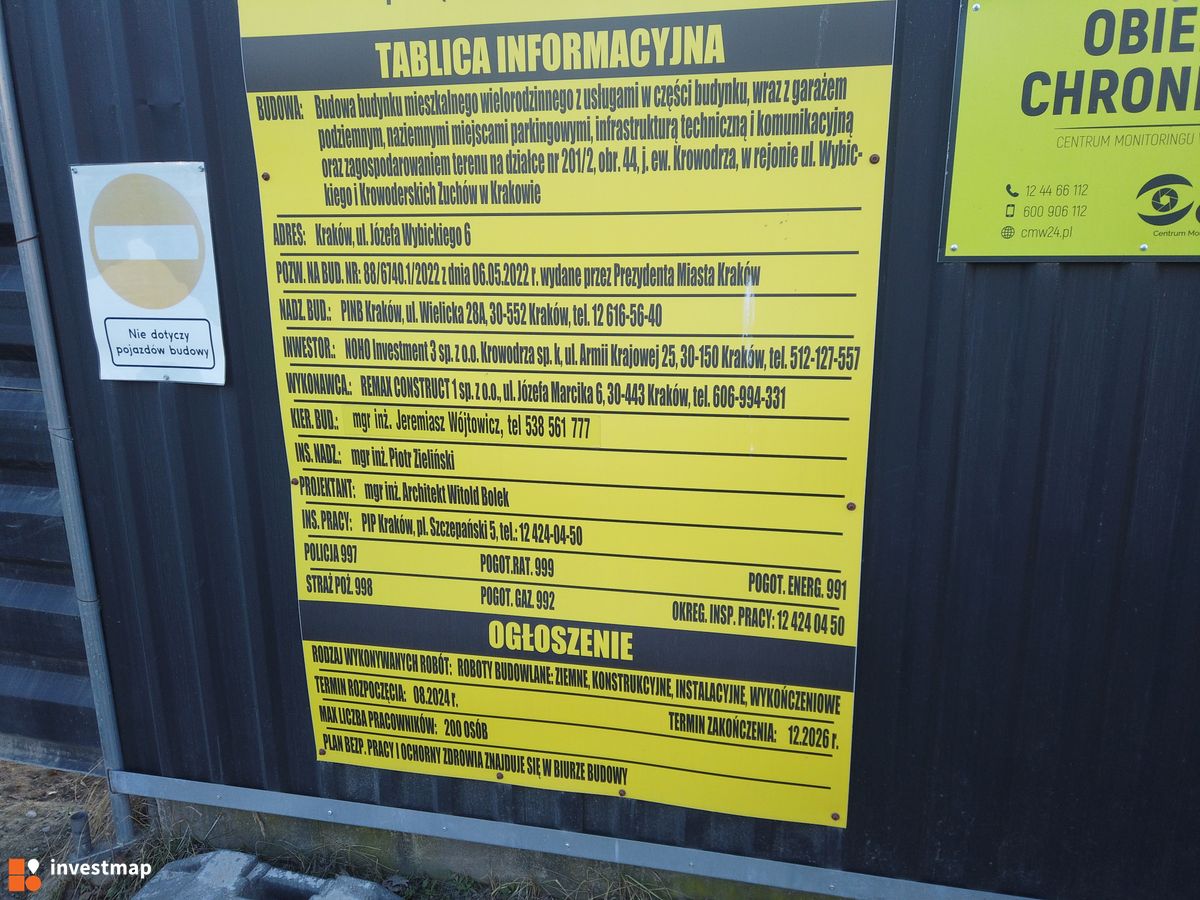 TABLICA INFORMACYJNA
BUDOWA: Budowa budynku mieszkalnego wielorodzinnego z usługami w części budynku, wraz z garażem
podziemnym, naziemnymi miejscami parkingowymi, infrastrukturą techniczną i komunikacyjną
oraz zagospodarowaniem terenu na działce nr 201/2, obr. 44, j. ew. Krowodrza, w rejonie ul. Wybic-
kiego i Krowoderskich Zuchów w Krakowie
ADRES: Kraków, ul. Józefa Wybickiego 6
POZW. NA BUD. NR: 88/6740.1/2022 z dnia 06.05.2022 r. wydane przez Prezydenta Miasta Kraków
NADZ. BUD.: PINB Kraków, ul. Wielicka 28A, 30-552 Kraków, tel. 12 616-56-40
INWESTOR.: NOHO Investment 3 sp. z o.o. Krowodrza sp. k, ul. Armii Krajowej 25, 30-150 Kraków, tel. 512-127-557
WYKONAWCA.: REMAX CONSTRUCT 1 sp. z o.o., ul. Józefa Marcika 6, 30-443 Kraków, tel. 606-994-331
KIER. BUD.: mgr inż. Jeremiasz Wójtowicz, tel 538 561 777
INS. NADZ.: mgr inż. Piotr Zieliński
PROJEKTANT: mgr inż. Architekt Witold Bolek
INS. PRACY: PIP Kraków, pl. Szczepański 5, tel.: 12 424-04-50
POLICJA 997 POGOT.RAT. 999 POGOT. ENERG. 991
STRAŻ POŻ. 998 POGOT. GAZ. 992 OKREG. INSP. PRACY: 12 424 04 50
OGŁOSZENIE
RODZAJ WYKONYWANYCH ROBÓT: ROBOTY BUDOWLANE: ZIEMNE, KONSTRUKCYJNE, INSTALACYJNE, WYKOŃCZENIOWE
TERMIN ROZPOCZĘCIA: 08.2024 r. TERMIN ZAKOŃCZENIA: 12.2026 r.
MAX LICZBA PRACOWNIKÓW: 200 OSÓB
PLAN BEZP. PRACY I OCHORNY ZDROWIA ZNAJDUJE SIĘ W BIURZE BUDOWY
Nie dotyczy
pojazdów budowy
OBIE
CHRONI
CENTRUM MONITORINGU
12 44 66 112
600 906 112
cmw24.pl
Centrum Mo
investmap